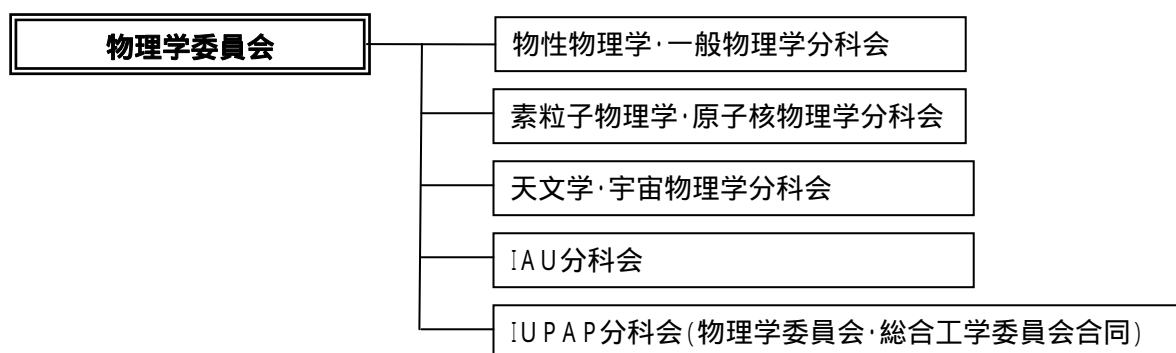 物理学委員会
物性物理学・一般物理学分科会
素粒子物理学・原子核物理学分科会
天文学・宇宙物理学分科会
IAU分科会
IUPAP分科会(物理学委員会・総合工学委員会合同)